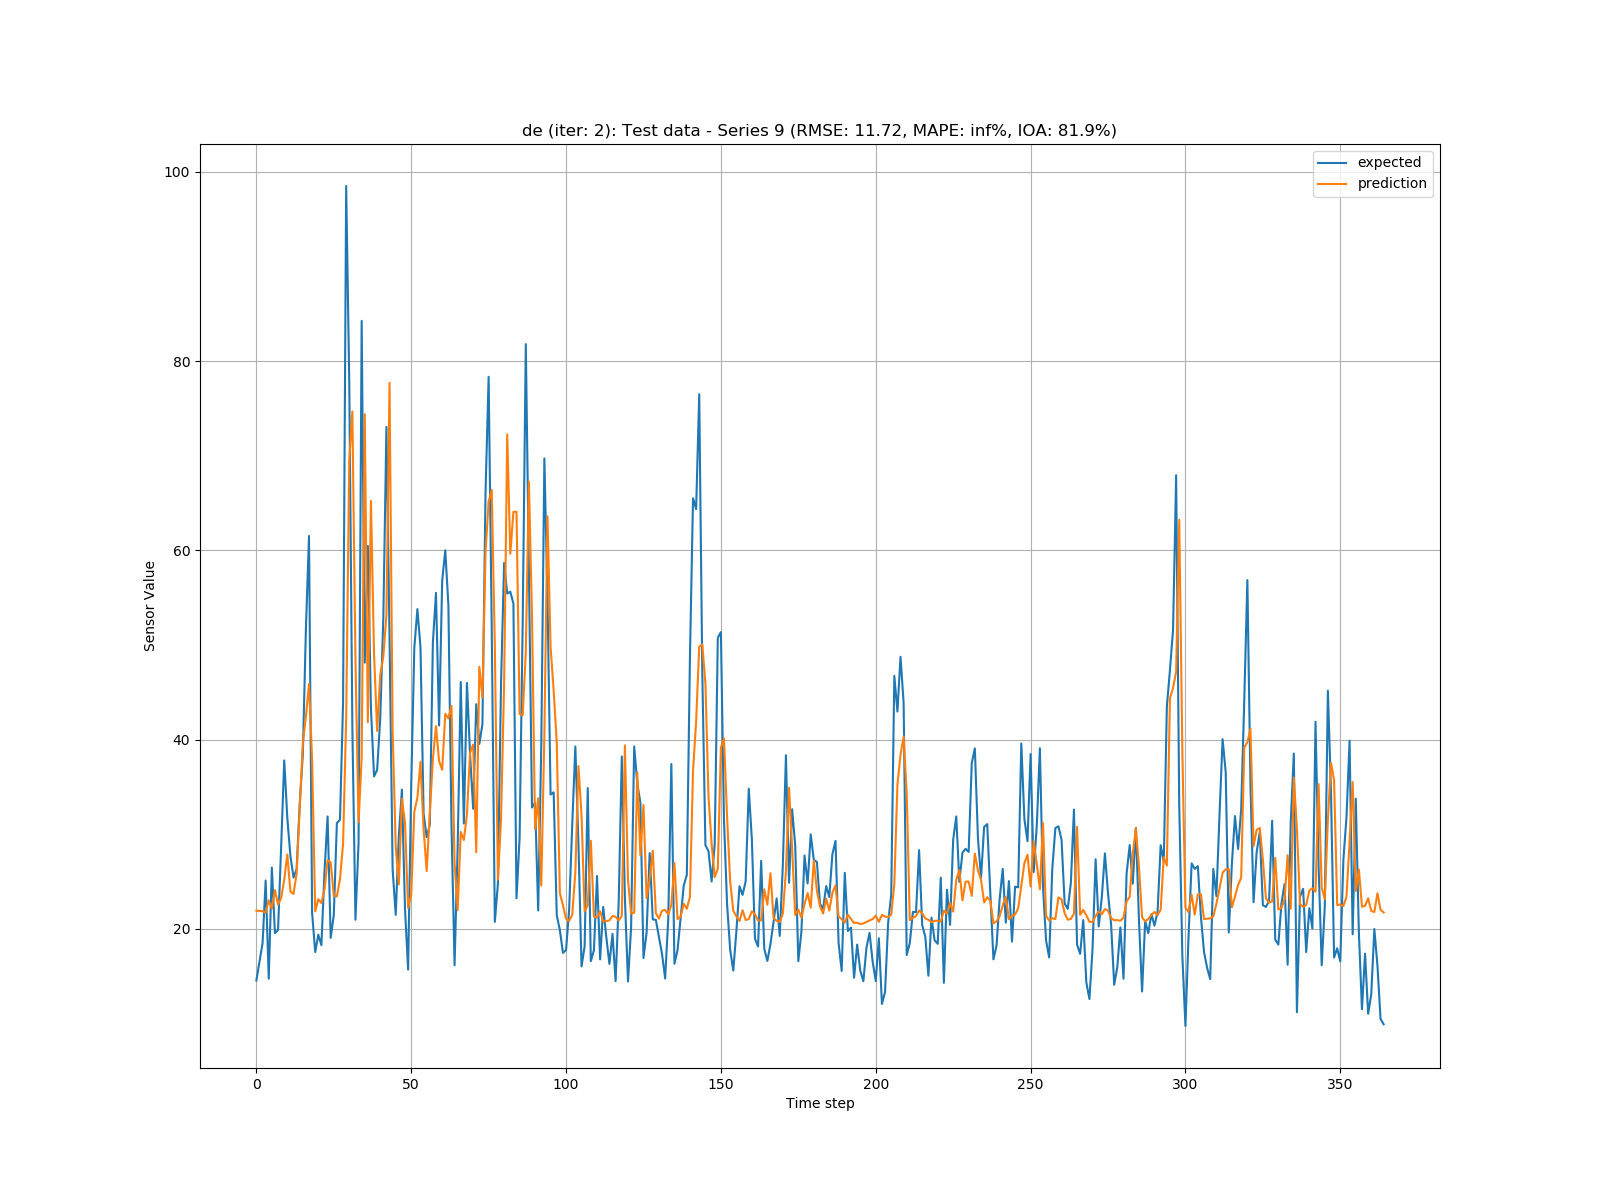 de (iter: 2): Test data - Series 9 (RMSE: 11.72, MAPE: inf%, IOA: 81.9%)
expected
prediction
100
80
60
40
20
Sensor Value
0 50 100 150 200 250 300 350
Time step